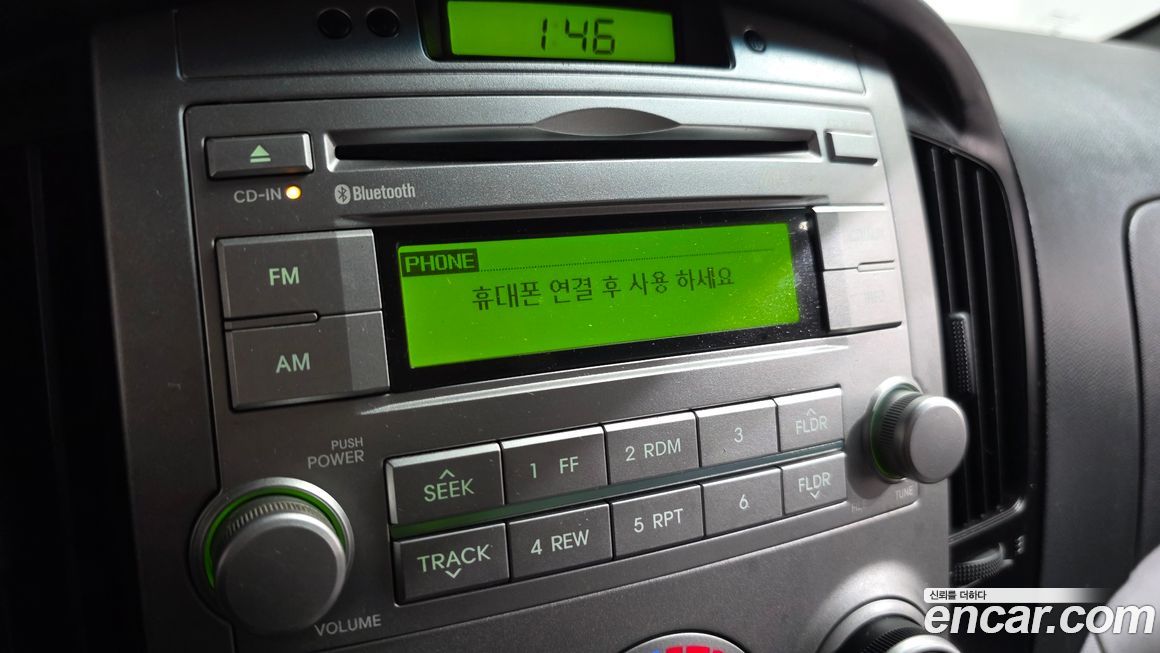 1:46
CD-IN
Bluetooth
FM
PHONE
휴대폰 연결 후 사용 하세요
AM
PUSH
POWER
SEEK
1 FF
2 RDM
3
FLDR
TRACK
4 REW
5 RPT
6
FLDR
TUNE
VOLUME
신뢰를 더하다
encar.com